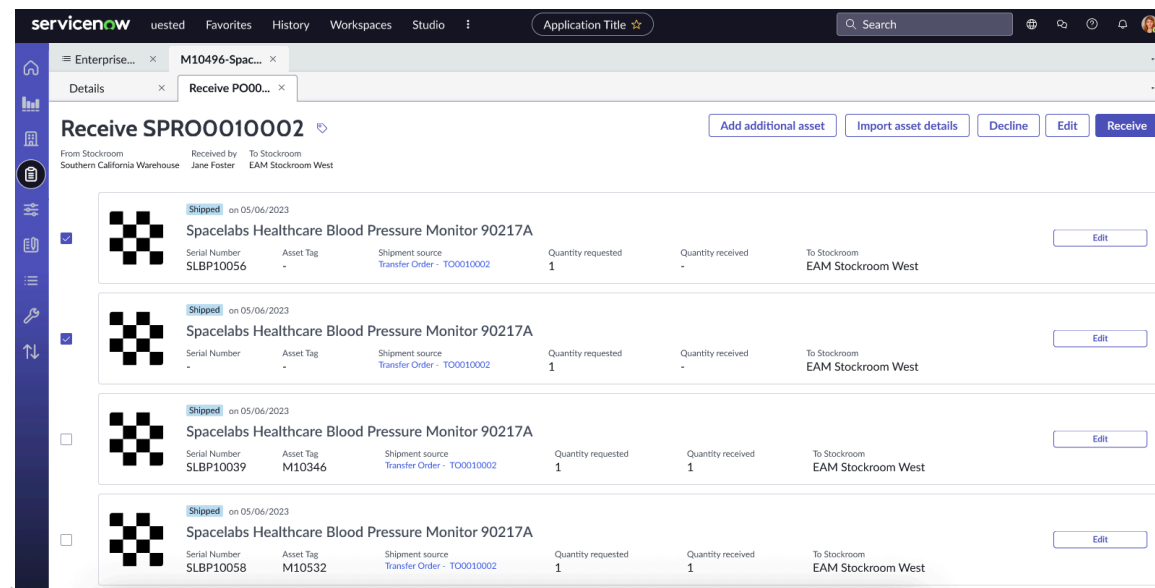 servicenow uested Favorites History Workspaces Studio Application Title Search
Enterprise... M10496-Spac...
Details Receive PO00...
Receive SPRO0010002 Add additional asset Import asset details Decline Edit Receive
From Stockroom Received by To Stockroom
Southern California Warehouse Jane Foster EAM Stockroom West
Shipped on 05/06/2023
Spacelabs Healthcare Blood Pressure Monitor 90217A
Edit
Serial Number Asset Tag Shipment source Quantity requested Quantity received To Stockroom
SLBP10056 - Transfer Order - TO0010002 1 - EAM Stockroom West
Shipped on 05/06/2023
Spacelabs Healthcare Blood Pressure Monitor 90217A
Edit
Serial Number Asset Tag Shipment source Quantity requested Quantity received To Stockroom
- - Transfer Order - TO0010002 1 - EAM Stockroom West
Shipped on 05/06/2023
Spacelabs Healthcare Blood Pressure Monitor 90217A
Edit
Serial Number Asset Tag Shipment source Quantity requested Quantity received To Stockroom
SLBP10039 M10346 Transfer Order - TO0010002 1 1 EAM Stockroom West
Shipped on 05/06/2023
Spacelabs Healthcare Blood Pressure Monitor 90217A
Edit
Serial Number Asset Tag Shipment source Quantity requested Quantity received To Stockroom
SLBP10058 M10532 Transfer Order - TO0010002 1 1 EAM Stockroom West